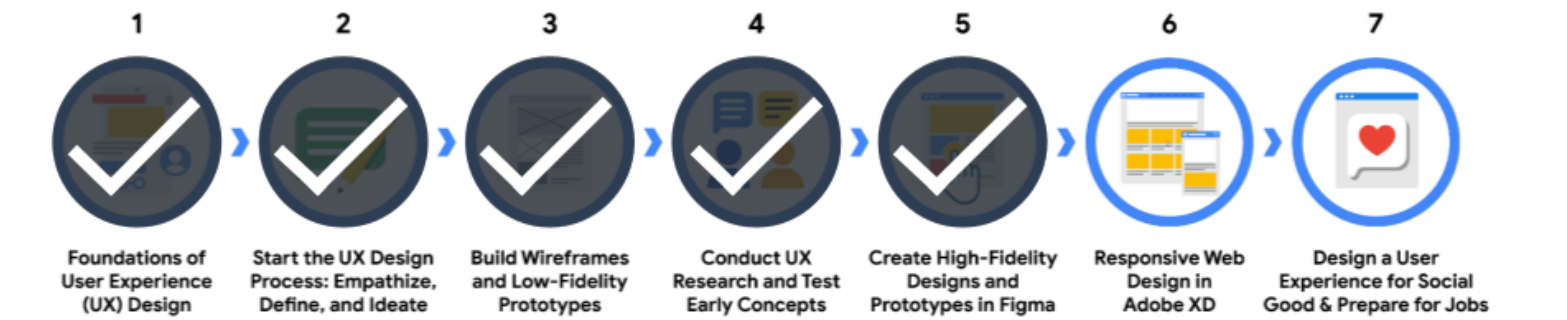 1
2
3
4
5
6
7
Foundations of
User Experience
(UX) Design
Start the UX Design
Process: Empathize,
Define, and Ideate
Build Wireframes
and Low-Fidelity
Prototypes
Conduct UX
Research and Test
Early Concepts
Create High-Fidelity
Designs and
Prototypes in Figma
Responsive Web
Design in
Adobe XD
Design a User
Experience for Social
Good & Prepare for Jobs